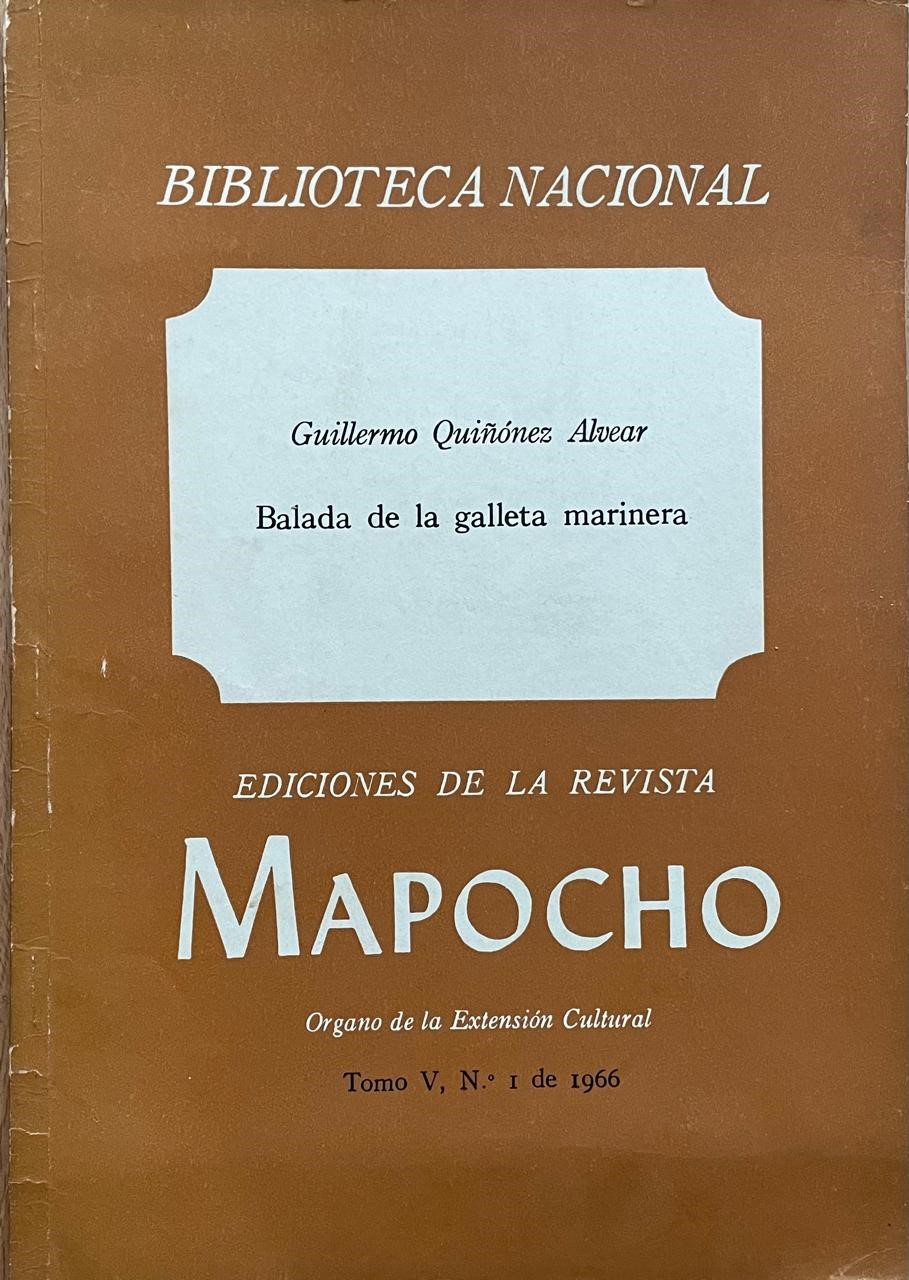 BIBLIOTECA NACIONAL
Guillermo Quiñónez Alvear
Balada de la galleta marinera
EDICIONES DE LA REVISTA
MAPOCHO
Organo de la Extensión Cultural
Tomo V, N.º 1 de 1966